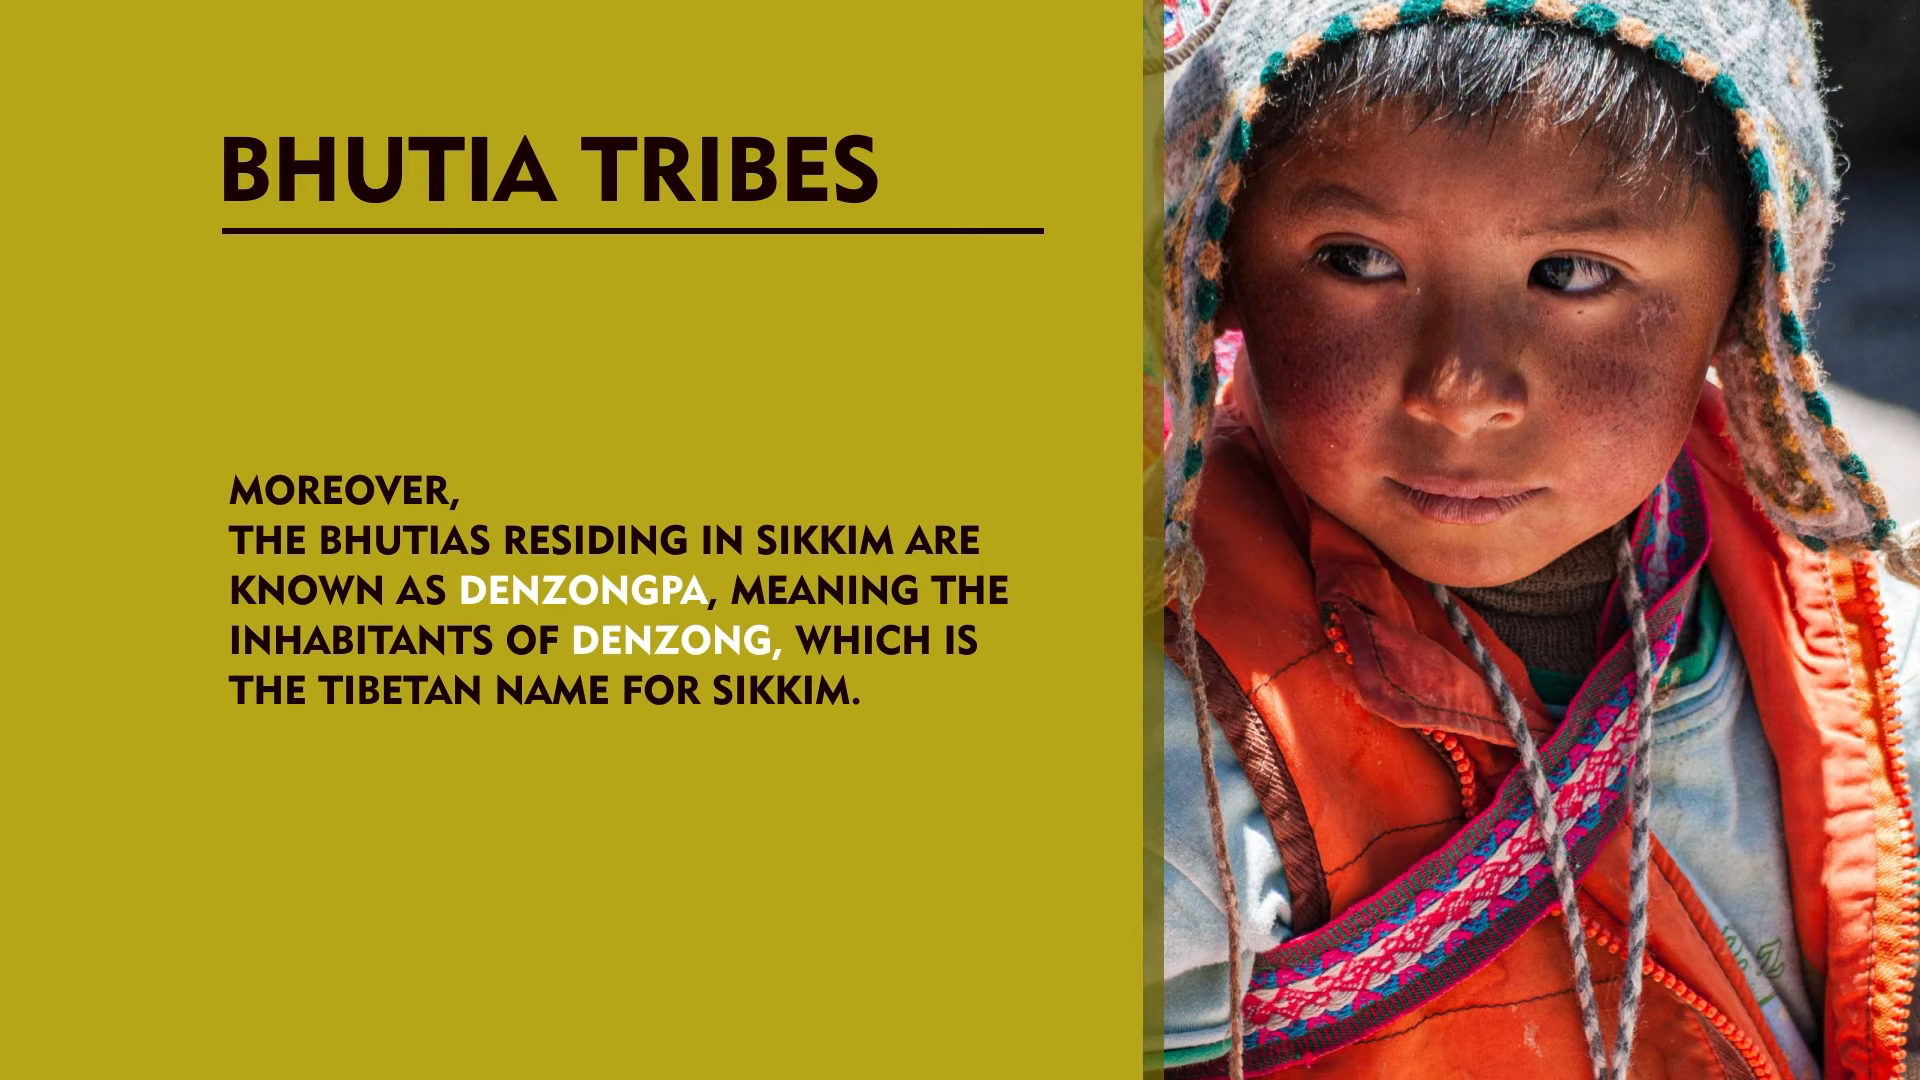 BHUTIA TRIBES
MOREOVER,
THE BHUTIAS RESIDING IN SIKKIM ARE
KNOWN AS DENZONGPA, MEANING THE
INHABITANTS OF DENZONG, WHICH IS
THE TIBETAN NAME FOR SIKKIM.